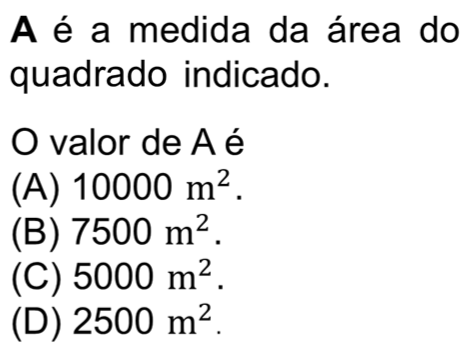 A é a medida da área do
quadrado indicado.
O valor de A é
(A) 10000 m².
(B) 7500 m².
(C) 5000 m².
(D) 2500 m².